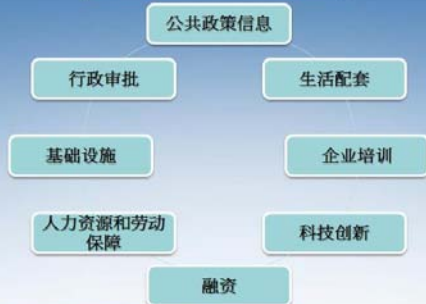 公共政策信息
行政审批
生活配套
基础设施
企业培训
人力资源和劳动
保障
科技创新
融资